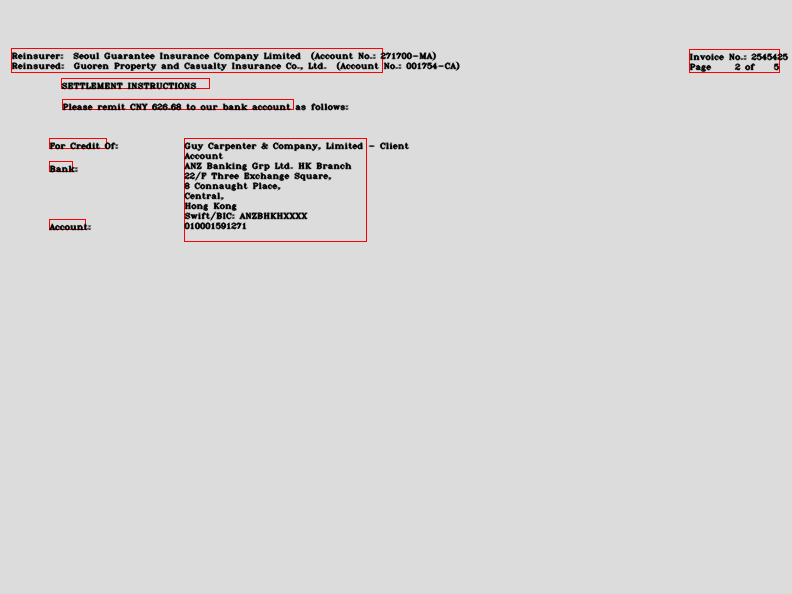 Reinsurer: Seoul Guarantee Insurance Company Limited (Account No.: 271700-MA)
Reinsured: Guoren Property and Casualty Insurance Co., Ltd. (Account No.: 001754-CA)
Invoice No.: 2545425
Page 2 of 5
SETTLEMENT INSTRUCTIONS
Please remit CNY 626.68 to our bank account as follows:
For Credit Of: Guy Carpenter & Company, Limited - Client
Account
Bank: ANZ Banking Grp Ltd. HK Branch
22/F Three Exchange Square,
8 Connaught Place,
Central,
Hong Kong
Swift/BIC: ANZBHKHXXXX
Account: 010001591271